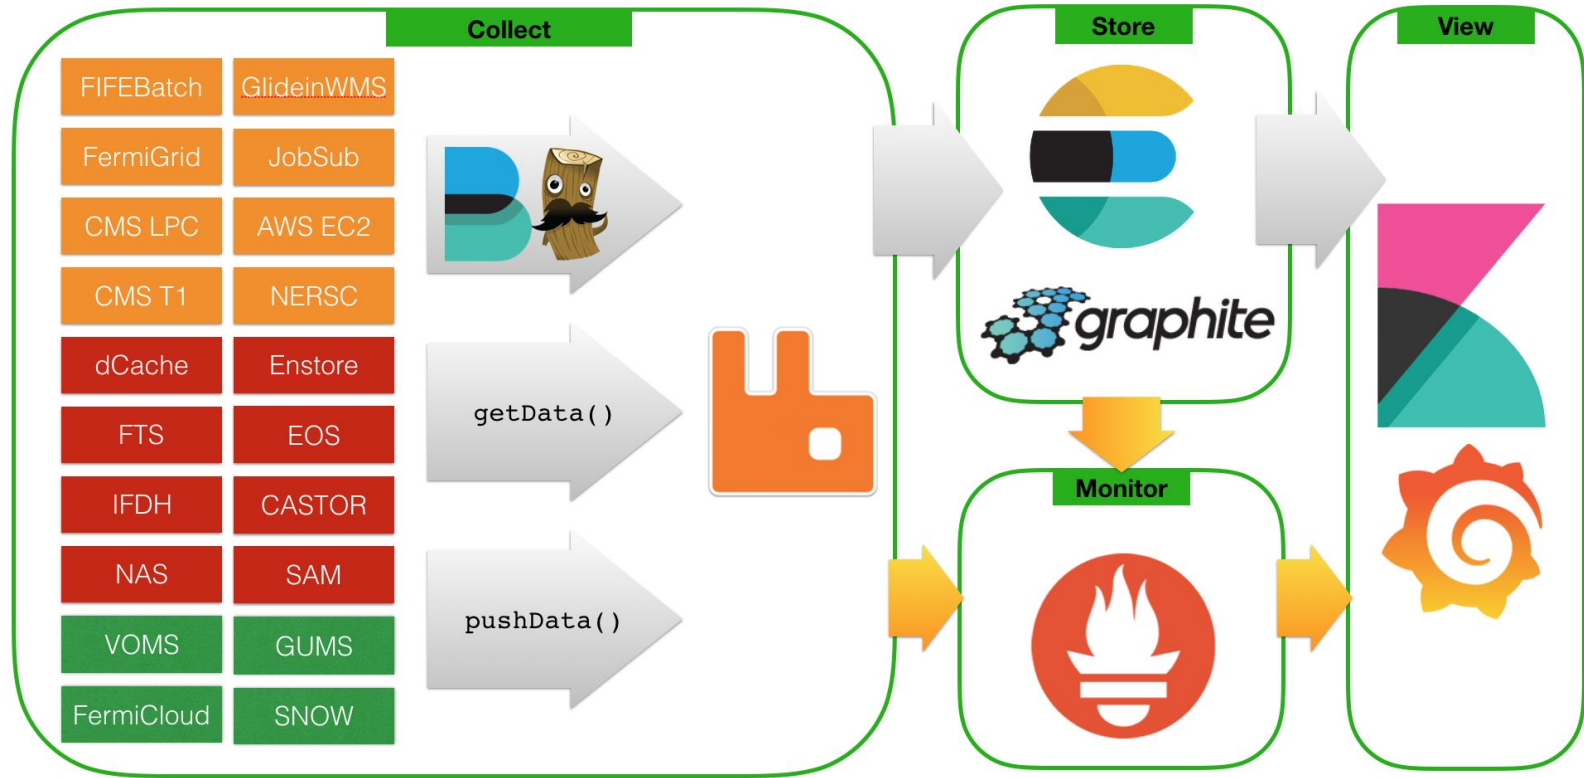 Collect
FIFEBatch
GlideinWMS
FermiGrid
JobSub
CMS LPC
AWS EC2
CMS T1
NERSC
dCache
Enstore
FTS
EOS
IFDH
CASTOR
NAS
SAM
VOMS
GUMS
FermiCloud
SNOW
getData()
pushData()
Store
graphite
Monitor
View